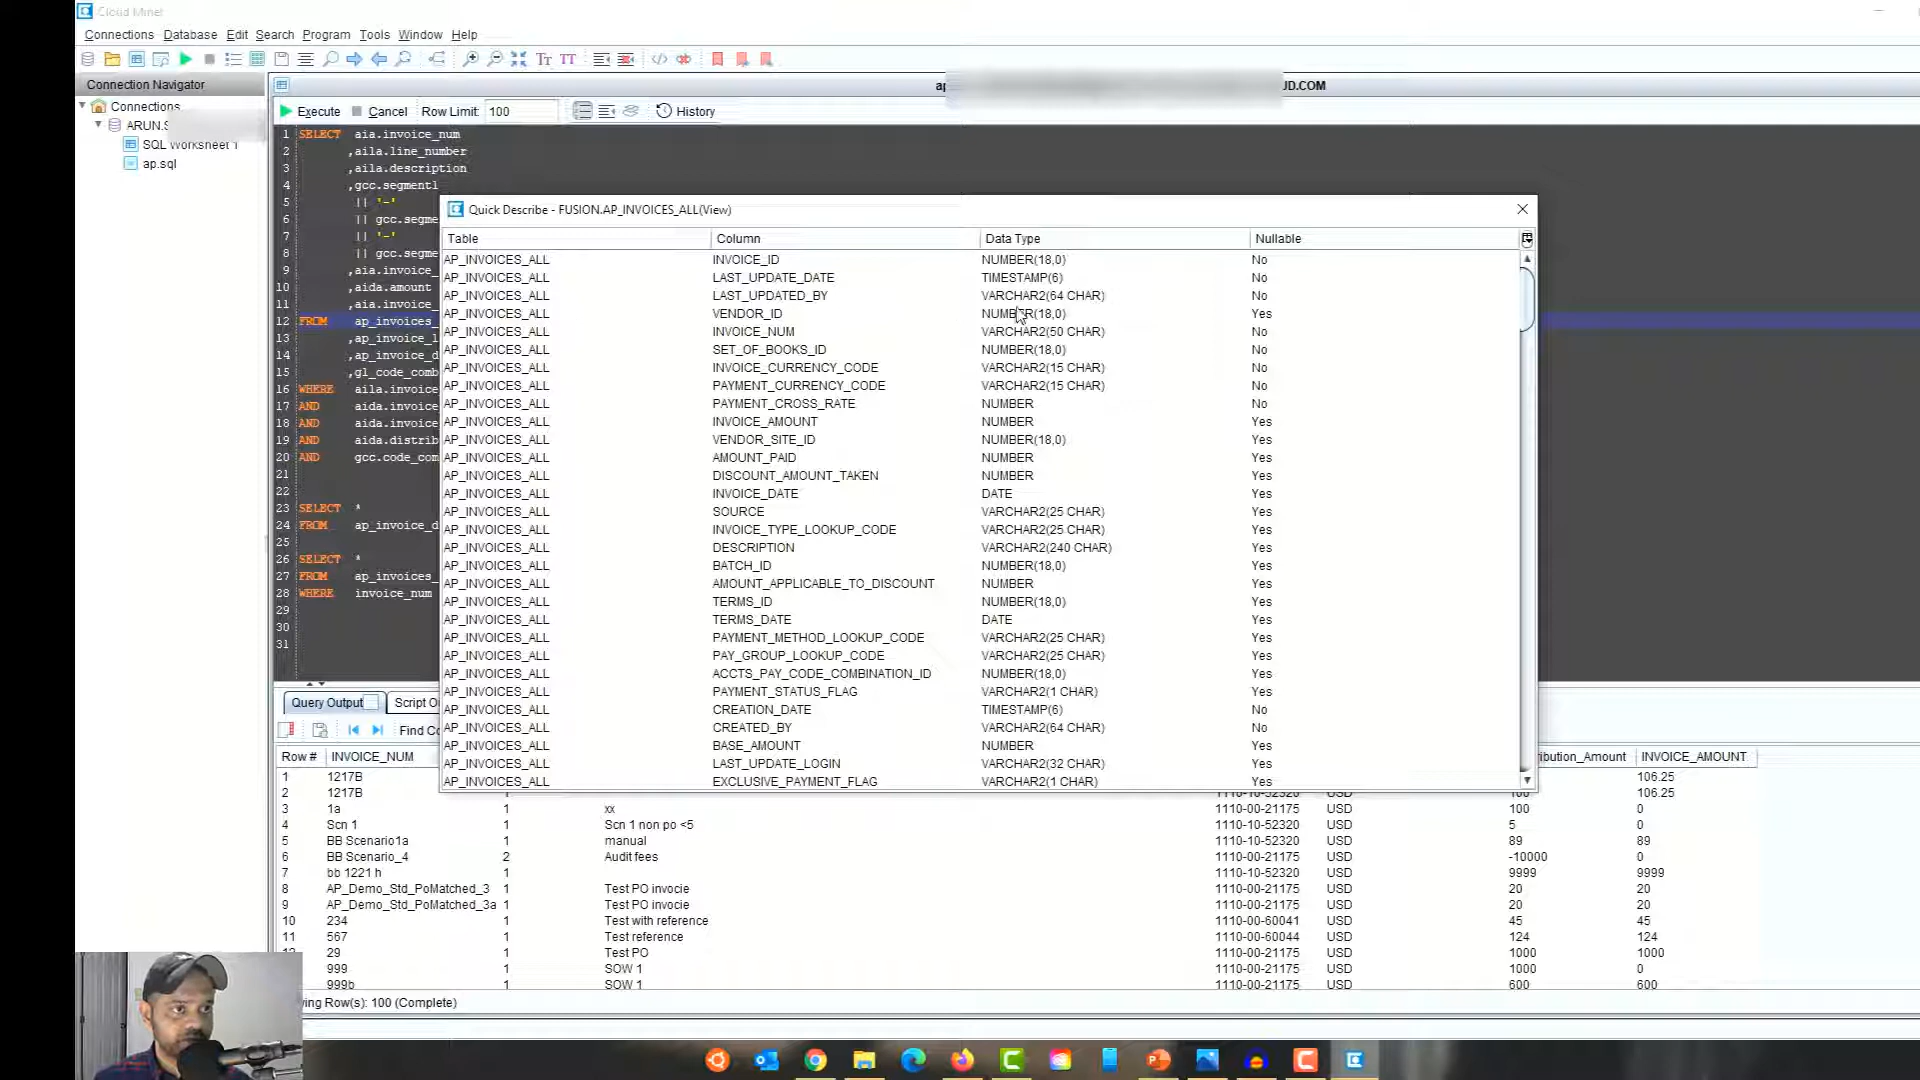 Cloud Miner
Connections Database Edit Search Program Tools Window Help
Connection Navigator
Connections
ARUN.S
SQL Worksheet 1
ap.sql
ap
JD.COM
Execute Cancel Row Limit: 100 History
1 SELECT aia.invoice_num
2 ,aila.line_number
3 ,aila.description
4 ,gcc.segment1
5 || '-'
6 || gcc.segme
7 || '-'
8 || gcc.segme
9 ,aia.invoice_
10 ,aida.amount
11 ,aia.invoice_
12 FROM ap_invoices_
13 ,ap_invoice_l
14 ,ap_invoice_d
15 ,gl_code_comb
16 WHERE aila.invoice
17 AND aida.invoice_
18 AND aida.invoice_
19 AND aida.distrib
20 AND gcc.code_com
21
22
23 SELECT *
24 FROM ap_invoice_d
25
26 SELECT *
27 FROM ap_invoices_
28 WHERE invoice_num
29
30
31
Quick Describe - FUSION.AP_INVOICES_ALL(View)
Table Column Data Type Nullable
AP_INVOICES_ALL INVOICE_ID NUMBER(18,0) No
AP_INVOICES_ALL LAST_UPDATE_DATE TIMESTAMP(6) No
AP_INVOICES_ALL LAST_UPDATED_BY VARCHAR2(64 CHAR) No
AP_INVOICES_ALL VENDOR_ID NUMBER(18,0) Yes
AP_INVOICES_ALL INVOICE_NUM VARCHAR2(50 CHAR) No
AP_INVOICES_ALL SET_OF_BOOKS_ID NUMBER(18,0) No
AP_INVOICES_ALL INVOICE_CURRENCY_CODE VARCHAR2(15 CHAR) No
AP_INVOICES_ALL PAYMENT_CURRENCY_CODE VARCHAR2(15 CHAR) No
AP_INVOICES_ALL PAYMENT_CROSS_RATE NUMBER No
AP_INVOICES_ALL INVOICE_AMOUNT NUMBER Yes
AP_INVOICES_ALL VENDOR_SITE_ID NUMBER(18,0) Yes
AP_INVOICES_ALL AMOUNT_PAID NUMBER Yes
AP_INVOICES_ALL DISCOUNT_AMOUNT_TAKEN NUMBER Yes
AP_INVOICES_ALL INVOICE_DATE DATE Yes
AP_INVOICES_ALL SOURCE VARCHAR2(25 CHAR) Yes
AP_INVOICES_ALL INVOICE_TYPE_LOOKUP_CODE VARCHAR2(25 CHAR) Yes
AP_INVOICES_ALL DESCRIPTION VARCHAR2(240 CHAR) Yes
AP_INVOICES_ALL BATCH_ID NUMBER(18,0) Yes
AP_INVOICES_ALL AMOUNT_APPLICABLE_TO_DISCOUNT NUMBER Yes
AP_INVOICES_ALL TERMS_ID NUMBER(18,0) Yes
AP_INVOICES_ALL TERMS_DATE DATE Yes
AP_INVOICES_ALL PAYMENT_METHOD_LOOKUP_CODE VARCHAR2(25 CHAR) Yes
AP_INVOICES_ALL PAY_GROUP_LOOKUP_CODE VARCHAR2(25 CHAR) Yes
AP_INVOICES_ALL ACCTS_PAY_CODE_COMBINATION_ID NUMBER(18,0) Yes
AP_INVOICES_ALL PAYMENT_STATUS_FLAG VARCHAR2(1 CHAR) Yes
AP_INVOICES_ALL CREATION_DATE TIMESTAMP(6) No
AP_INVOICES_ALL CREATED_BY VARCHAR2(64 CHAR) No
AP_INVOICES_ALL BASE_AMOUNT NUMBER Yes
AP_INVOICES_ALL LAST_UPDATE_LOGIN VARCHAR2(32 CHAR) Yes
AP_INVOICES_ALL EXCLUSIVE_PAYMENT_FLAG VARCHAR2(1 CHAR) Yes
Query Output Script O
Find Co
Row # INVOICE_NUM ibution_Amount INVOICE_AMOUNT
1 1217B 106.25
2 1217B 1 100 106.25
3 1a 1 xx 1110-00-21175 USD 100 0
4 Scn 1 1 Scn 1 non po <5 1110-10-52320 USD 5 0
5 BB Scenario1a 1 manual 1110-10-52320 USD 89 89
6 BB Scenario_4 2 Audit fees 1110-00-21175 USD -10000 0
7 bb 1221 h 1 1110-10-52320 USD 9999 9999
8 AP_Demo_Std_PoMatched_3 1 Test PO invocie 1110-00-21175 USD 20 20
9 AP_Demo_Std_PoMatched_3a 1 Test PO invocie 1110-00-21175 USD 20 20
10 234 1 Test with reference 1110-00-60041 USD 45 45
11 567 1 Test reference 1110-00-60044 USD 124 124
12 29 1 Test PO 1110-00-21175 USD 1000 1000
999 1 SOW 1 1110-00-21175 USD 1000 0
999b 1 SOW 1 1110-00-21175 USD 600 600
ving Row(s): 100 (Complete)